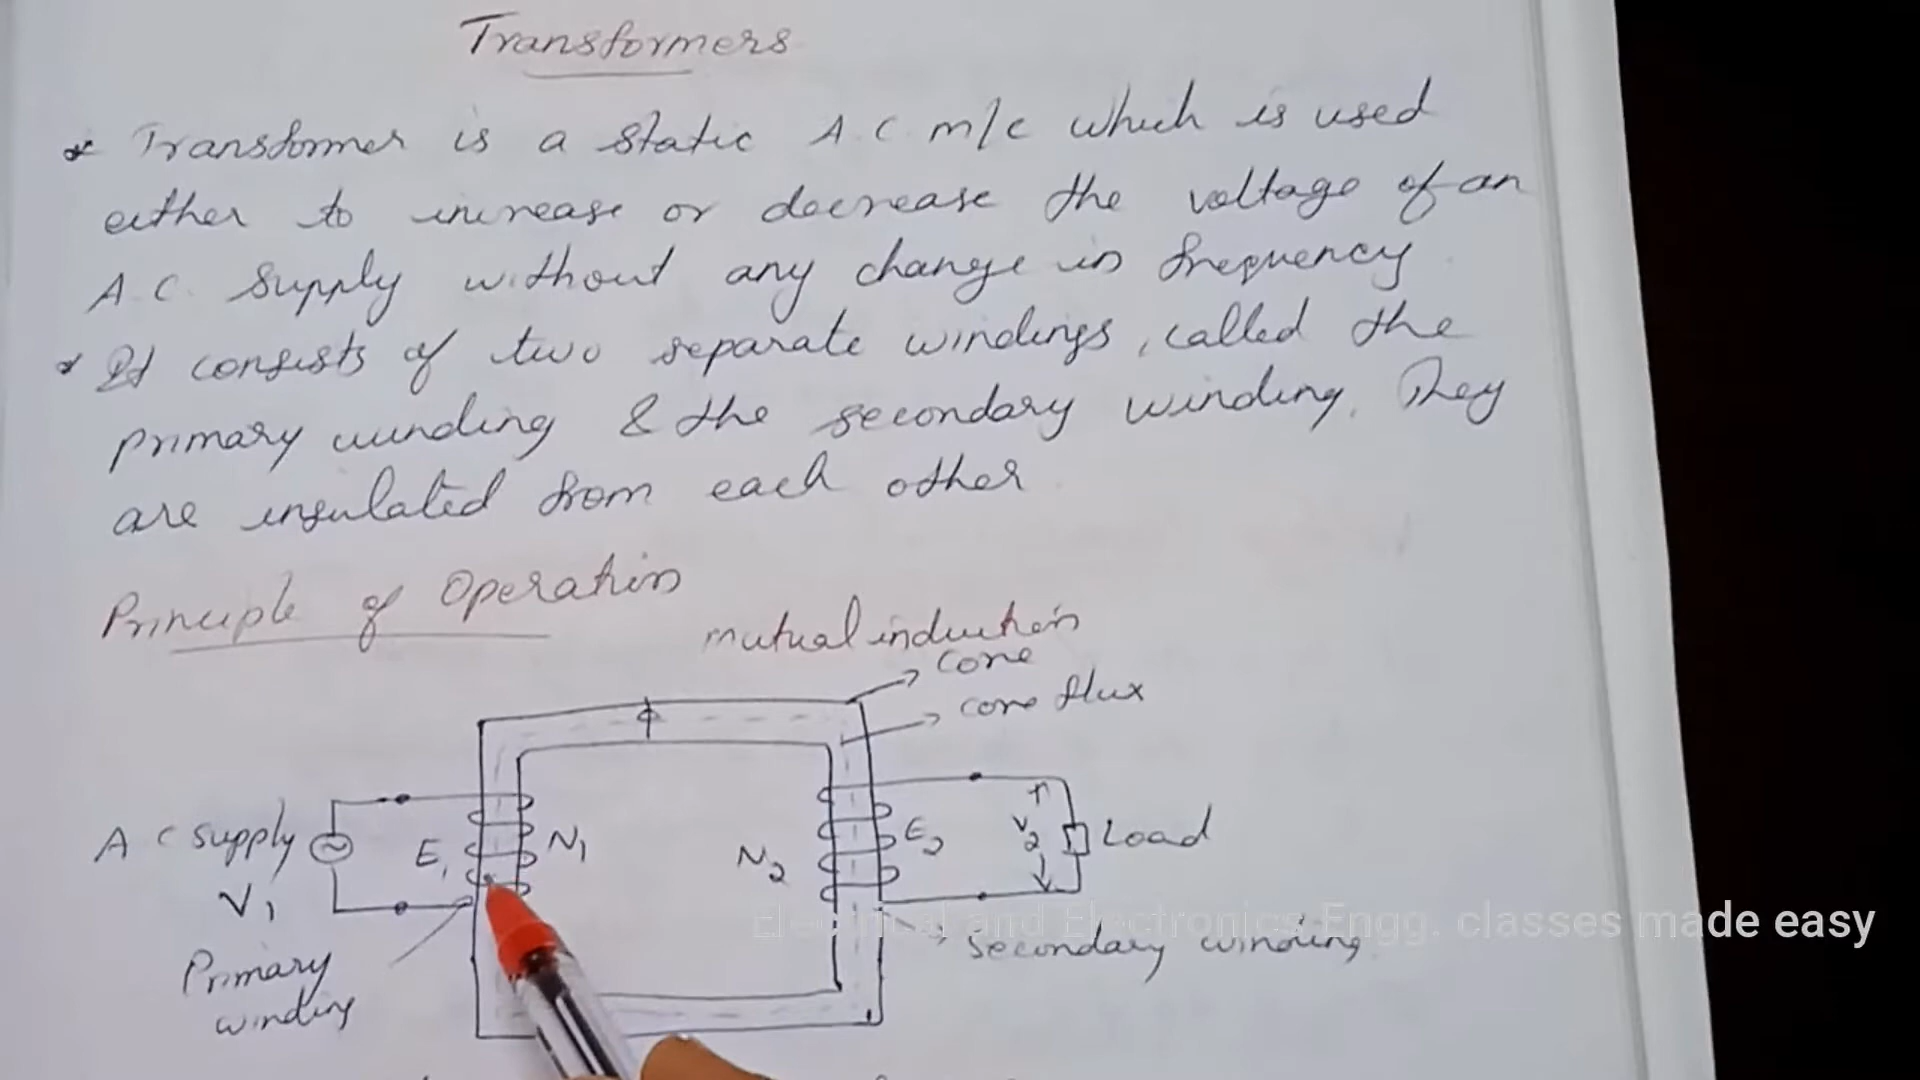 Transformers
* Transformer is a static A.C. m/c which is used
either to increase or decrease the voltage of an
A.C. Supply without any change in frequency
* It consists of two separate windings, called the
primary winding & the secondary winding. They
are insulated from each other
Principle of Operation
mutual induction
core
core flux
ϕ
A C supply
V1
E1
N1
N2
E2
V2
Load
Primary
winding
secondary winding
Electrical and Electronics Engg. classes made easy